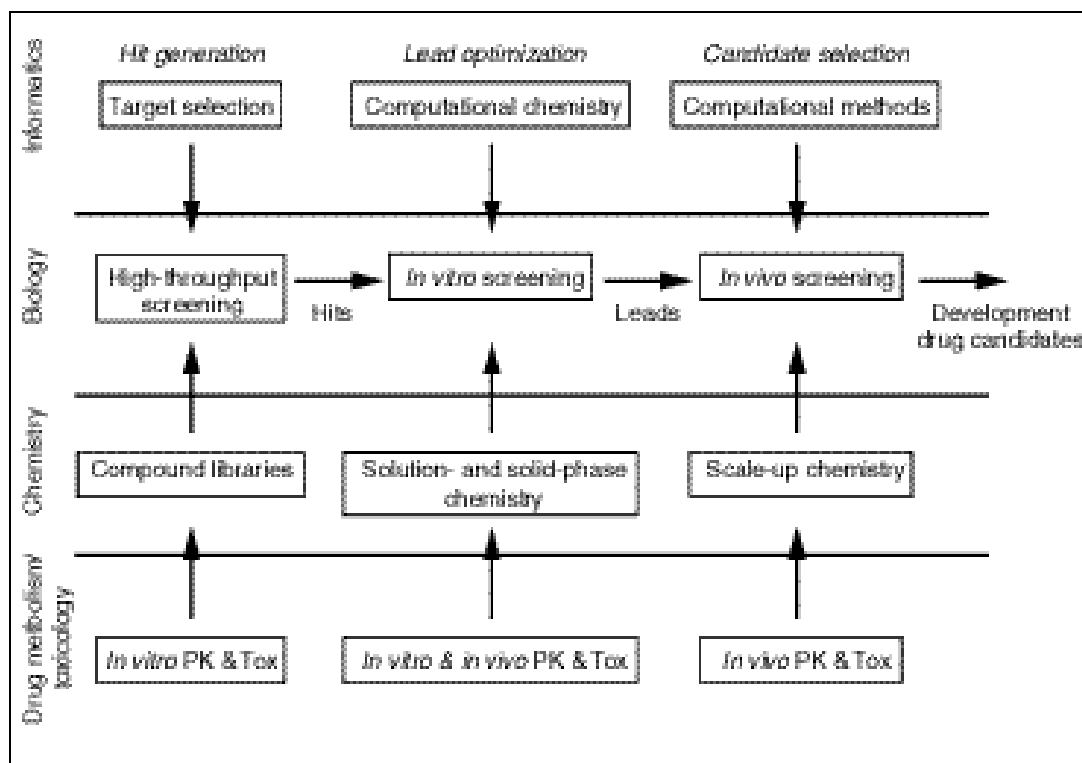 Informatics
Hit generation
Lead optimization
Candidate selection
Target selection
Computational chemistry
Computational methods
Biology
High-throughput
screening
Hits
In vitro screening
Leads
In vivo screening
Development
drug candidates
Chemistry
Compound libraries
Solution- and solid-phase
chemistry
Scale-up chemistry
Drug metbolism/
toxicology
In vitro PK & Tox
In vitro & in vivo PK & Tox
In vivo PK & Tox